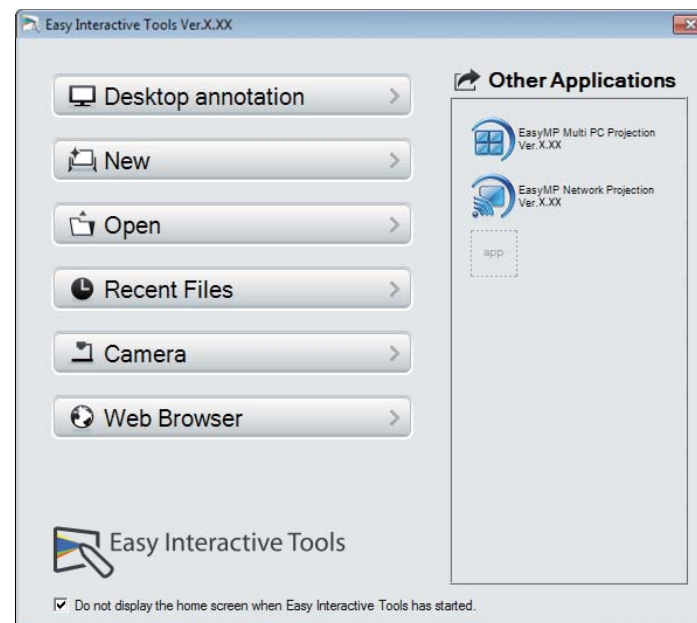 Easy Interactive Tools Ver.X.XX
Desktop annotation
New
Open
Recent Files
Camera
Web Browser
Other Applications
EasyMP Multi PC Projection
Ver.X.XX
EasyMP Network Projection
Ver.X.XX
app
Easy Interactive Tools
Do not display the home screen when Easy Interactive Tools has started.